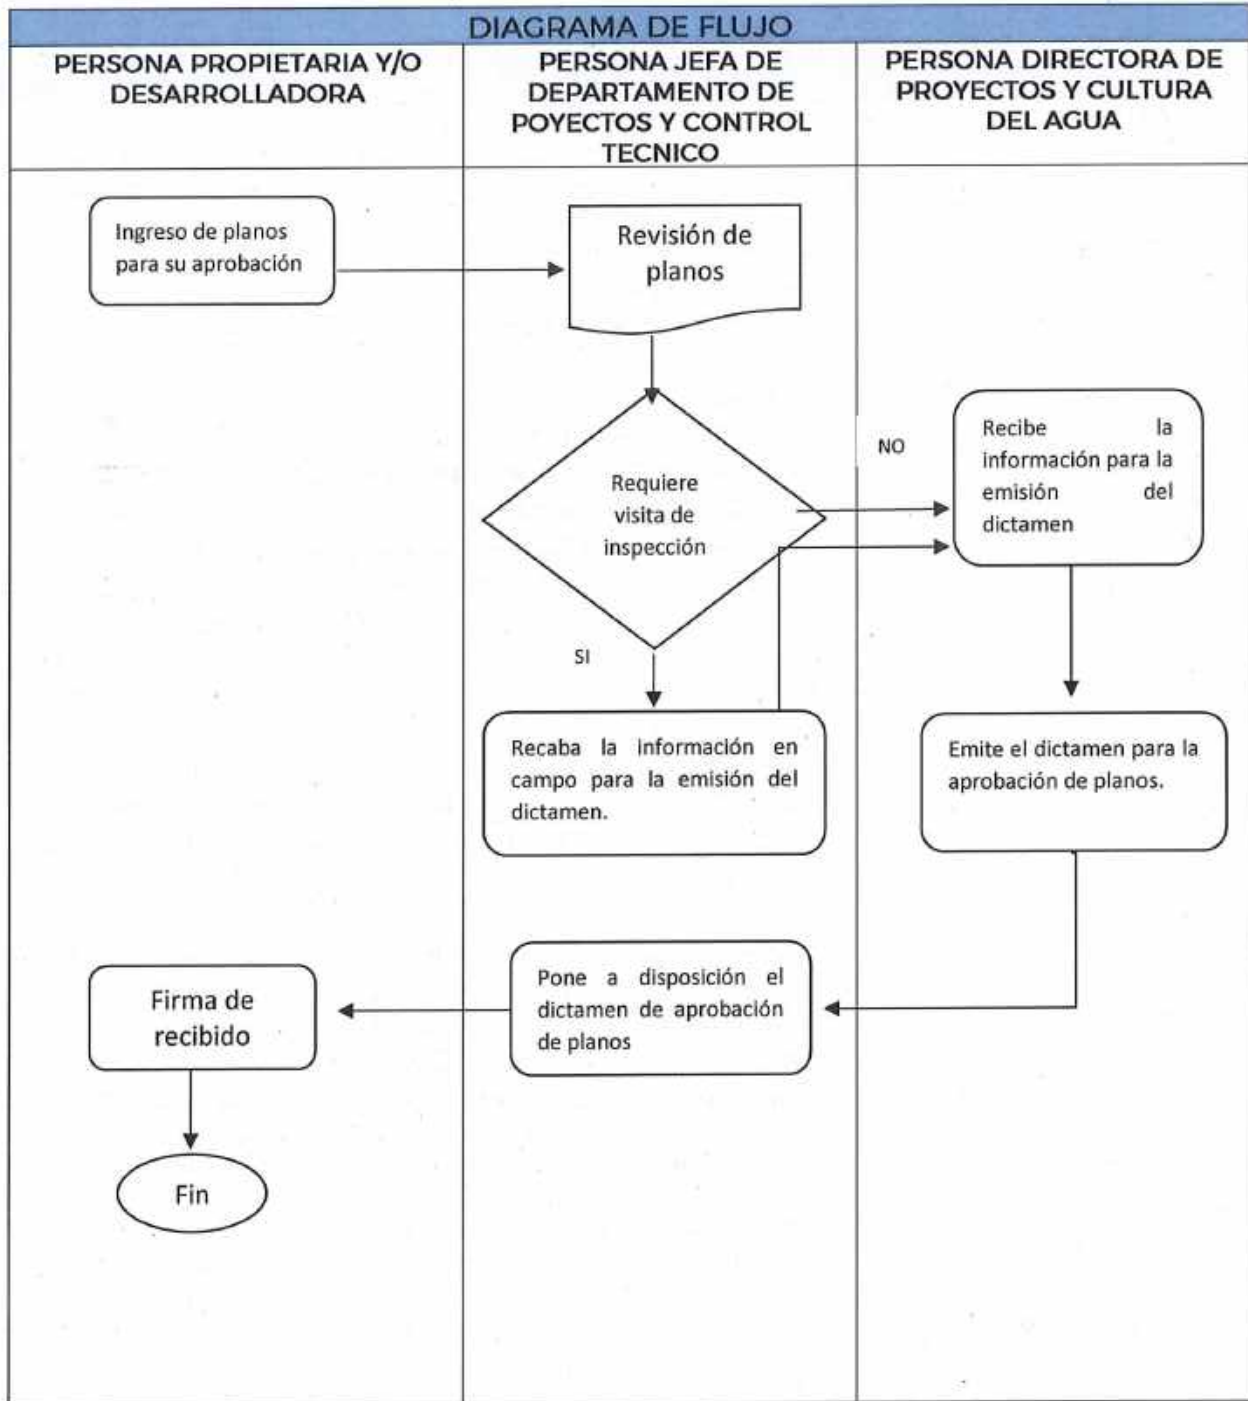 DIAGRAMA DE FLUJO
PERSONA PROPIETARIA Y/O
DESARROLLADORA
PERSONA JEFA DE
DEPARTAMENTO DE
POYECTOS Y CONTROL
TECNICO
PERSONA DIRECTORA DE
PROYECTOS Y CULTURA
DEL AGUA
Ingreso de planos
para su aprobación
Revisión de
planos
Requiere
visita de
inspección
NO
Recibe la
información para la
emisión del
dictamen
SI
Recaba la información en
campo para la emisión del
dictamen.
Emite el dictamen para la
aprobación de planos.
Pone a disposición el
dictamen de aprobación
de planos
Firma de
recibido
Fin